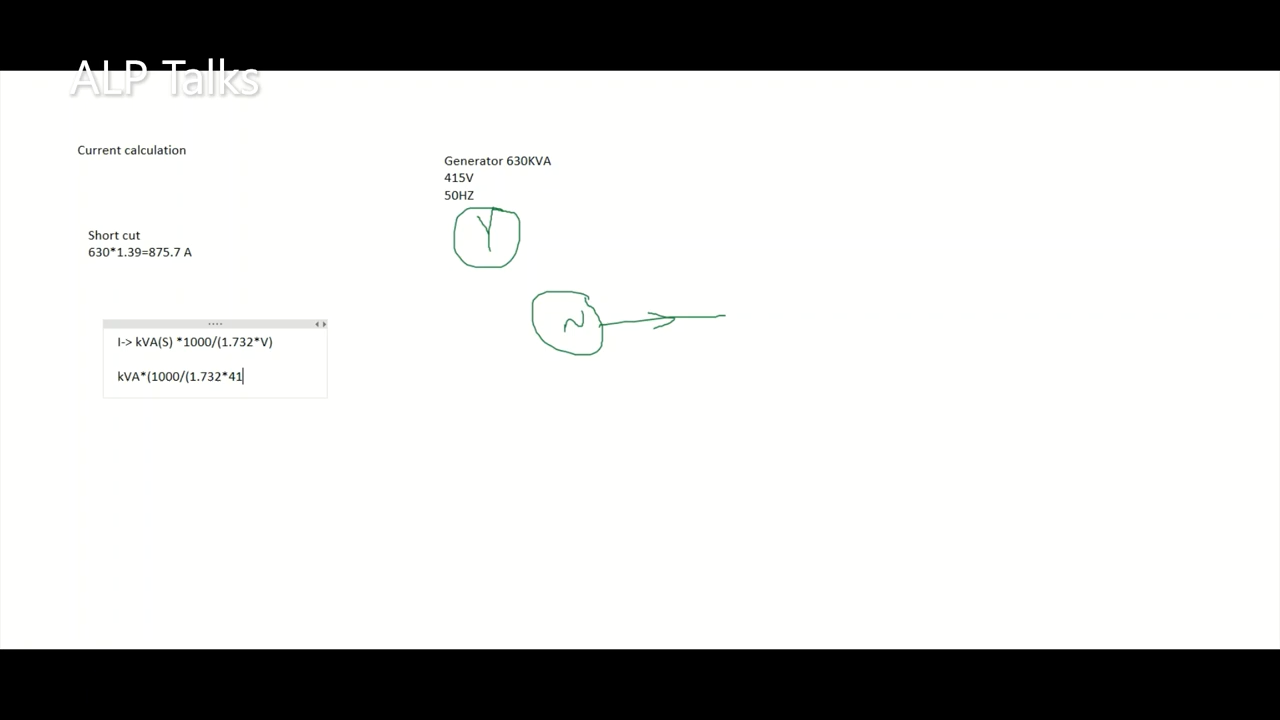 ALP Talks
Current calculation
Generator 630KVA
415V
50HZ
Y
Short cut
630*1.39=875.7 A
N
I-> kVA(S) *1000/(1.732*V)
kVA*(1000/(1.732*41